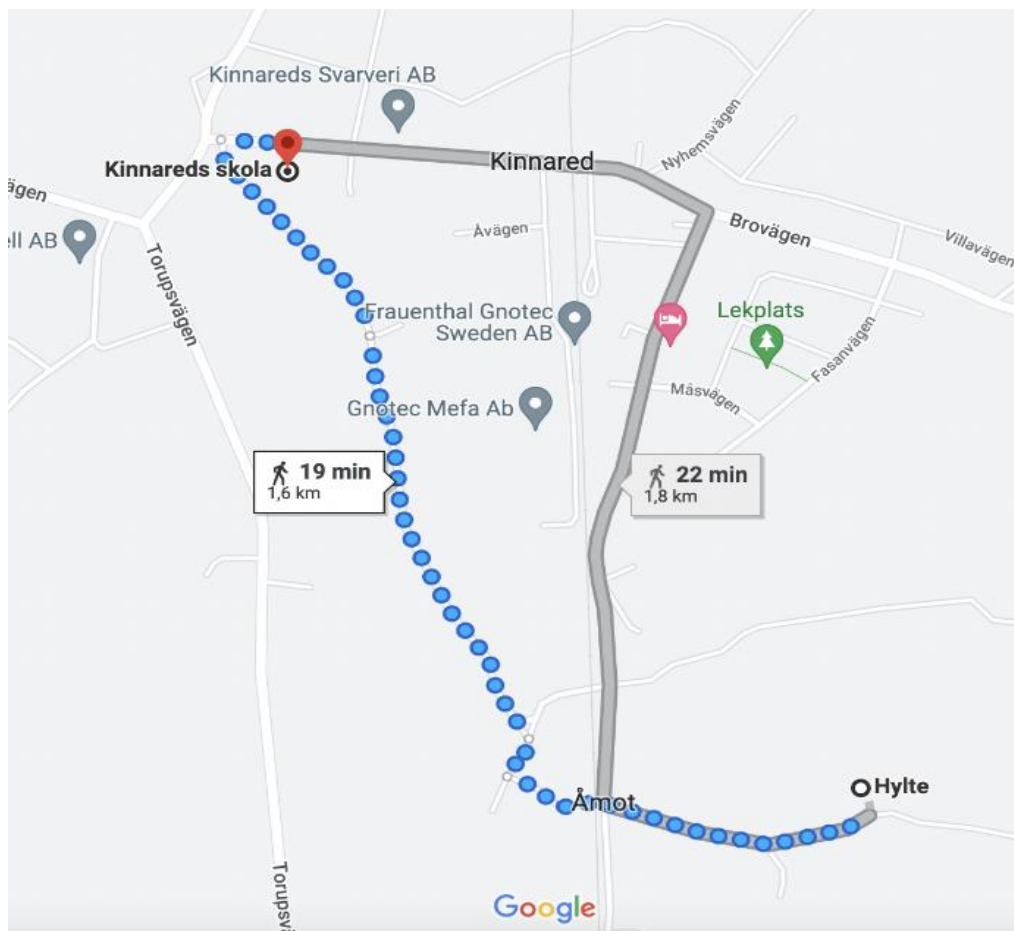 Kinnareds Svarveri AB
Kinnareds skola
Kinnared
Nyhemsvägen
ägen
ell AB
Torupsvägen
Åvägen
Brovägen
Villavägen
Frauenthal Gnotec
Sweden AB
Lekplats
Fasanvägen
Måsvägen
Gnotec Mefa Ab
19 min
1,6 km
22 min
1,8 km
Hylte
Åmot
Torupsvä
Google